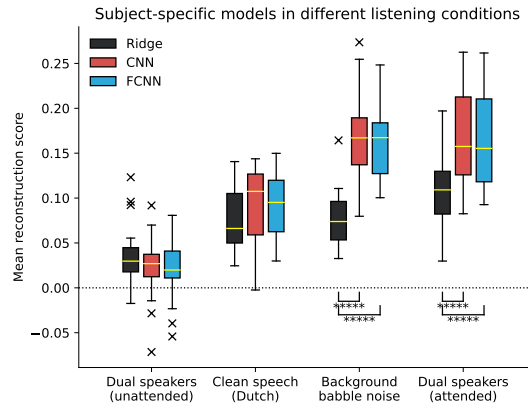 Subject-specific models in different listening conditions
Ridge
CNN
FCNN
Mean reconstruction score
0.25
0.20
0.15
0.10
0.05
0.00
−0.05
*****
*****
*****
*****
Dual speakers
(unattended)
Clean speech
(Dutch)
Background
babble noise
Dual speakers
(attended)